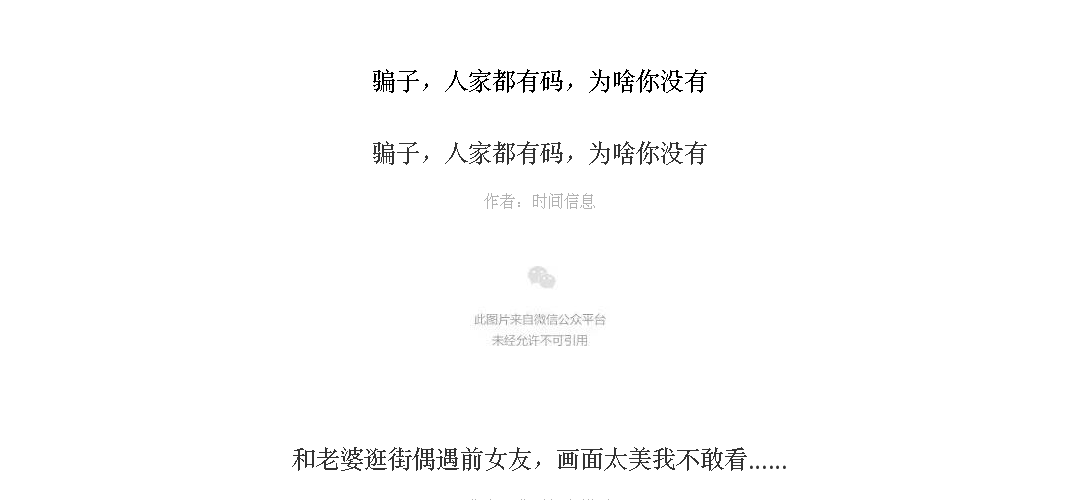 骗子，人家都有码，为啥你没有
骗子，人家都有码，为啥你没有
作者：时间信息
此图片来自微信公众平台
未经允许不可引用
和老婆逛街偶遇前女友，画面太美我不敢看......